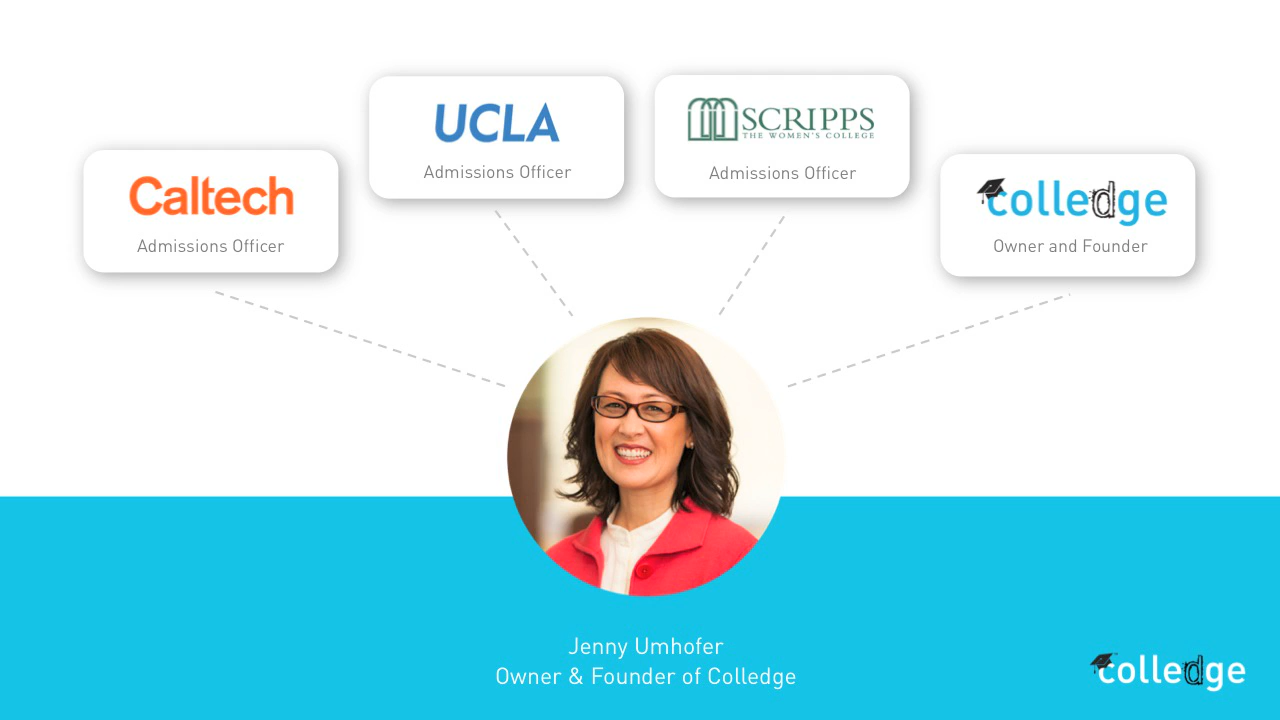 UCLA
Admissions Officer
SCRIPPS
THE WOMEN'S COLLEGE
Admissions Officer
Caltech
Admissions Officer
colledge
Owner and Founder
Jenny Umhofer
Owner & Founder of Colledge
colledge